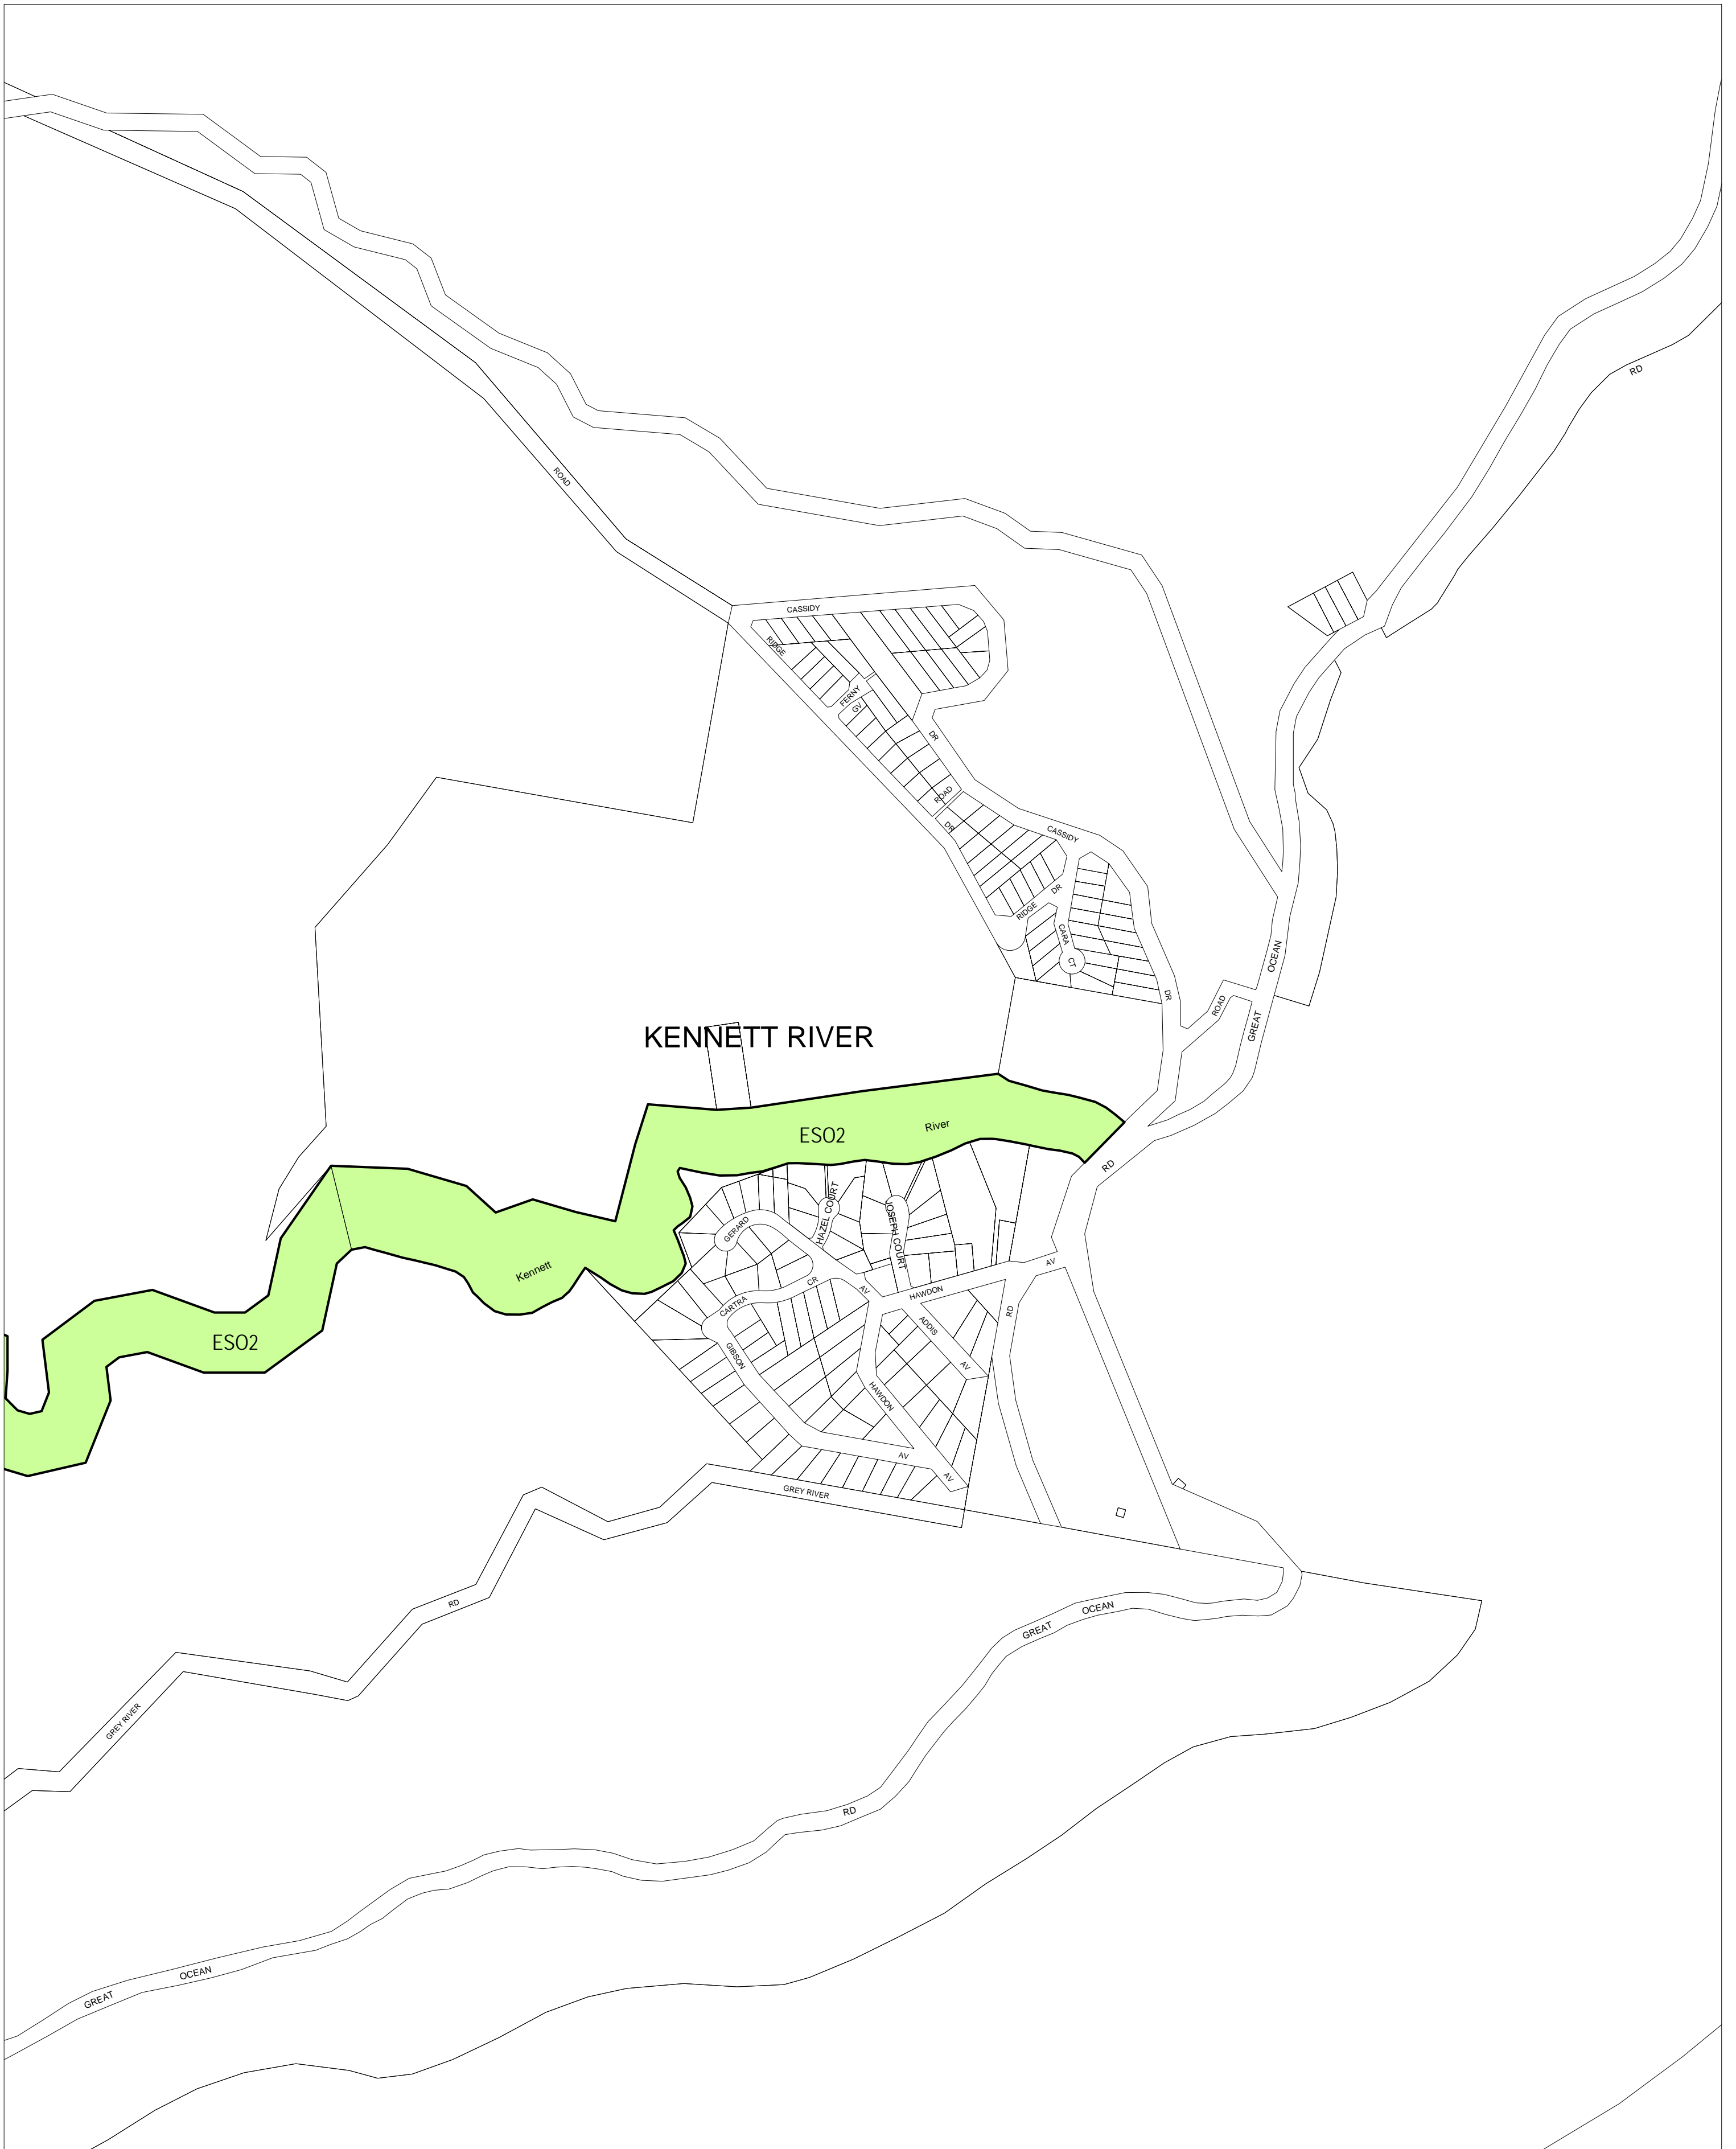 RD
ROAD
CASSIDY
RIDGE
FERNY
GV
DR
ROAD
DR
CASSIDY
DR
RIDGE
CARA
CT
OCEAN
DR
ROAD
GREAT
KENNETT RIVER
River
ESO2
RD
HAZEL COURT
JOSEPH COURT
GERARD
Kennett
AV
CR
AV
HAWDON
CARTRA
RD
ADDIS
ESO2
GIBSON
AV
HAWDON
AV
AV
GREY RIVER
RD
OCEAN
GREAT
GREY RIVER
RD
OCEAN
GREAT